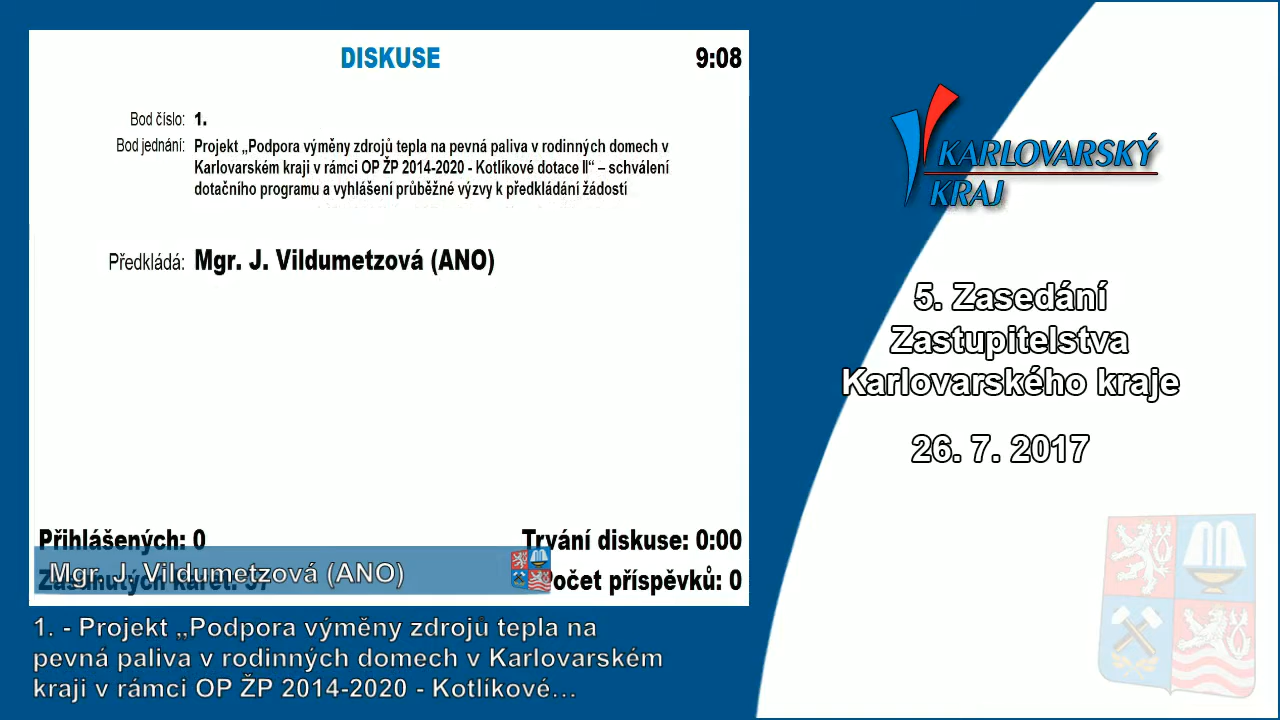 DISKUSE
9:08
Bod číslo: 1.
Bod jednání: Projekt „Podpora výměny zdrojů tepla na pevná paliva v rodinných domech v
Karlovarském kraji v rámci OP ŽP 2014-2020 - Kotlíkové dotace II“ – schválení
dotačního programu a vyhlášení průběžné výzvy k předkládání žádostí
Předkládá: Mgr. J. Vildumetzová (ANO)
Přihlášených: 0
Trvání diskuse: 0:00
Zasunutých karet: 37
Počet příspěvků: 0
Mgr. J. Vildumetzová (ANO)
1. - Projekt „Podpora výměny zdrojů tepla na
pevná paliva v rodinných domech v Karlovarském
kraji v rámci OP ŽP 2014-2020 - Kotlíkové...
KARLOVARSKÝ
KRAJ
5. Zasedání
Zastupitelstva
Karlovarského kraje
26. 7. 2017